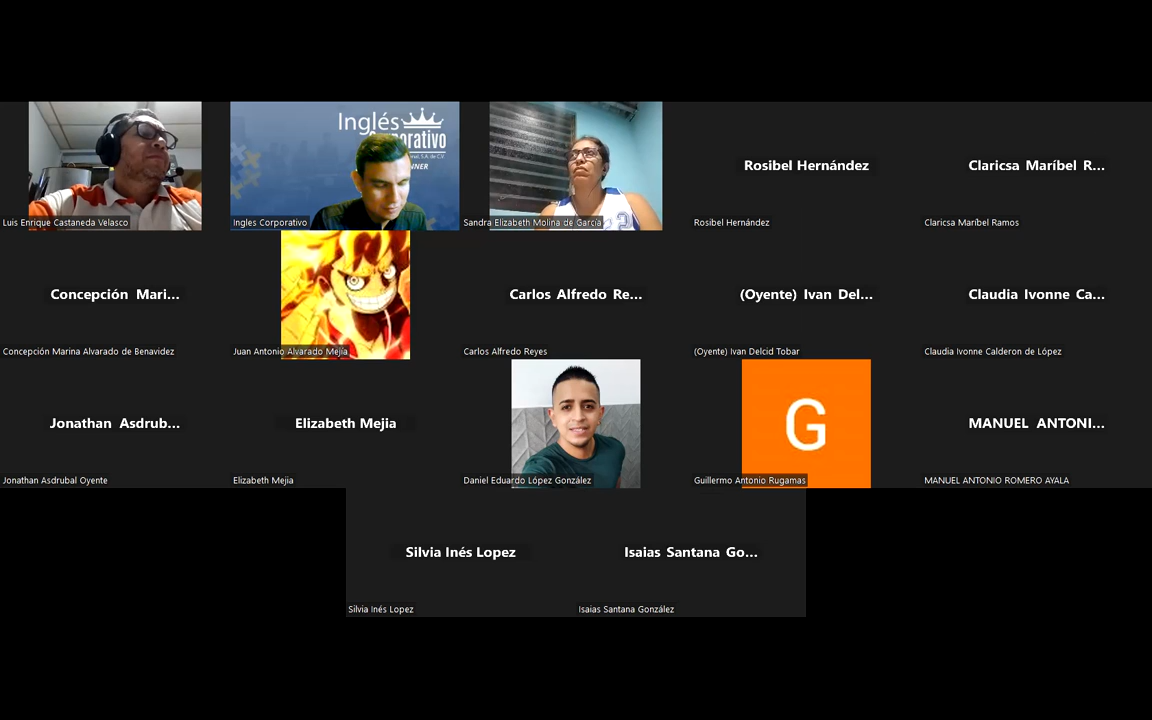 Inglés
Corporativo
nal, S.A. de C.V.
NNER
Luis Enrique Castaneda Velasco
Ingles Corporativo
Sandra Elizabeth Molina de García
Rosibel Hernández
Rosibel Hernández
Claricsa Maríbel R...
Claricsa Maríbel Ramos
Concepción Mari...
Concepción Marina Alvarado de Benavidez
Juan Antonio Alvarado Mejía
Carlos Alfredo Re...
Carlos Alfredo Reyes
(Oyente) Ivan Del...
(Oyente) Ivan Delcid Tobar
Claudia Ivonne Ca...
Claudia Ivonne Calderon de López
Jonathan Asdrub...
Jonathan Asdrubal Oyente
Elizabeth Mejia
Elizabeth Mejia
Daniel Eduardo López González
G
Guillermo Antonio Rugamas
MANUEL ANTONI...
MANUEL ANTONIO ROMERO AYALA
Silvia Inés Lopez
Silvia Inés Lopez
Isaias Santana Go...
Isaias Santana González